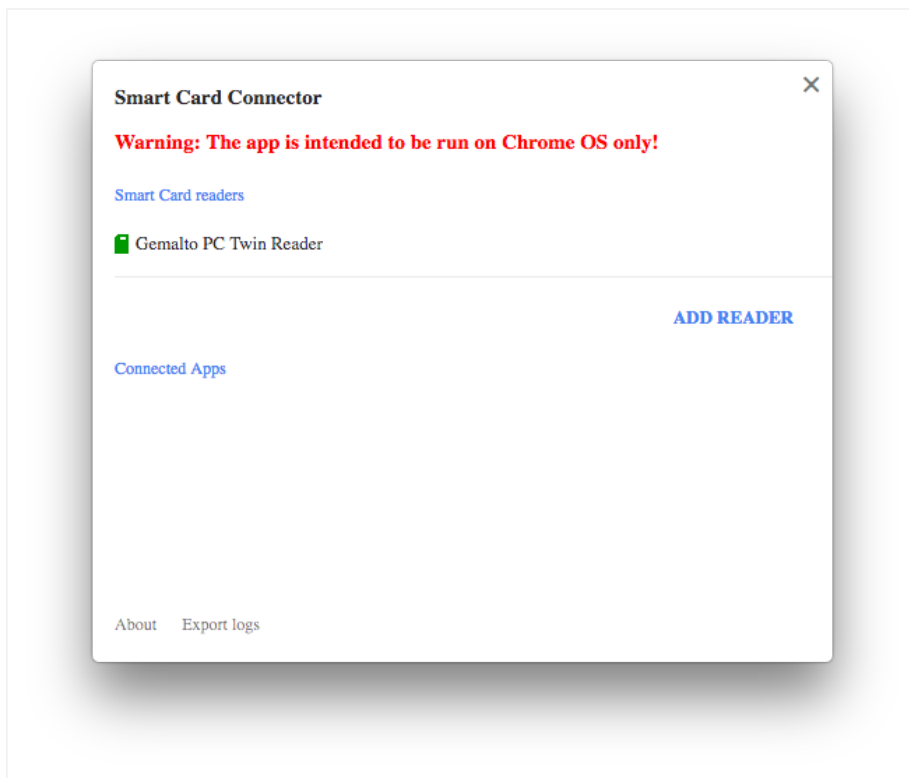 Smart Card Connector
Warning: The app is intended to be run on Chrome OS only!
Smart Card readers
Gemalto PC Twin Reader
ADD READER
Connected Apps
About Export logs